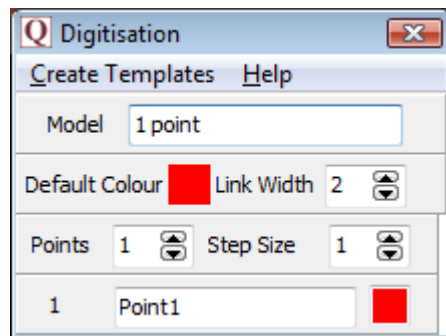 Q Digitisation
Create Templates Help
Model 1 point
Default Colour Link Width 2
Points 1 Step Size 1
1 Point1